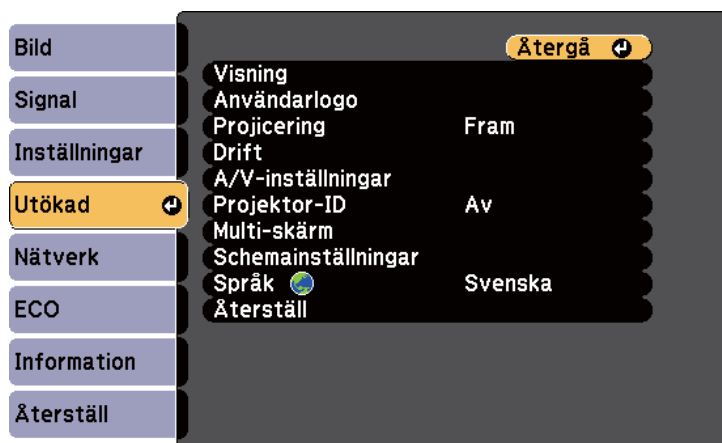 Bild
Signal
Inställningar
Utökad
Nätverk
ECO
Information
Återställ
Återgå
Visning
Användarlogo
Projicering Fram
Drift
A/V-inställningar
Projektor-ID Av
Multi-skärm
Schemainställningar
Språk Svenska
Återställ